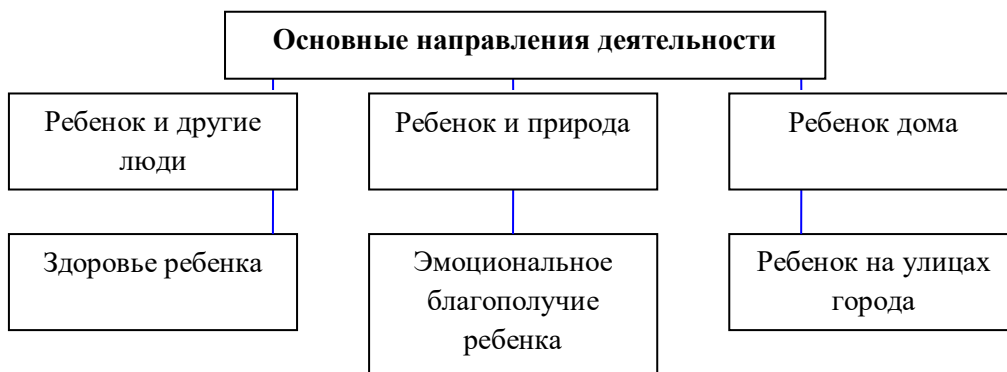 Основные направления деятельности
Ребенок и другие
люди
Ребенок и природа
Ребенок дома
Здоровье ребенка
Эмоциональное
благополучие
ребенка
Ребенок на улицах
города